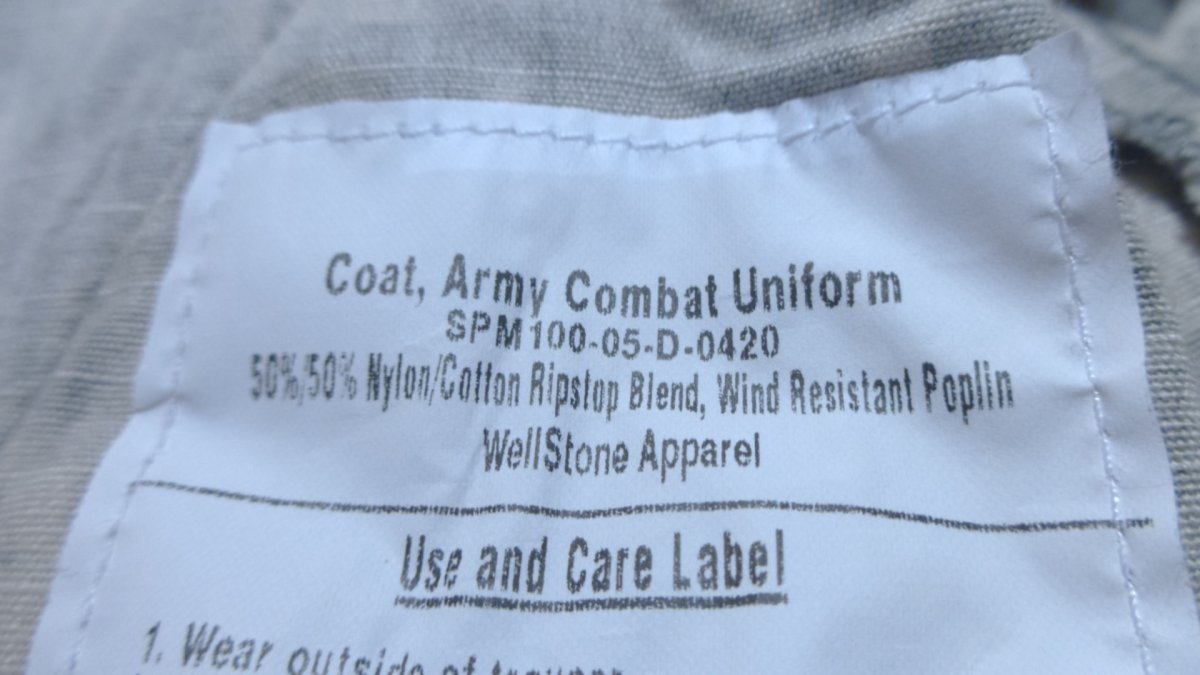 Coat, Army Combat Uniform
SPM100-05-D-0420
50%/50% Nylon/Cotton Ripstop Blend, Wind Resistant Poplin
WellStone Apparel
Use and Care Label
1. Wear outside of trouser